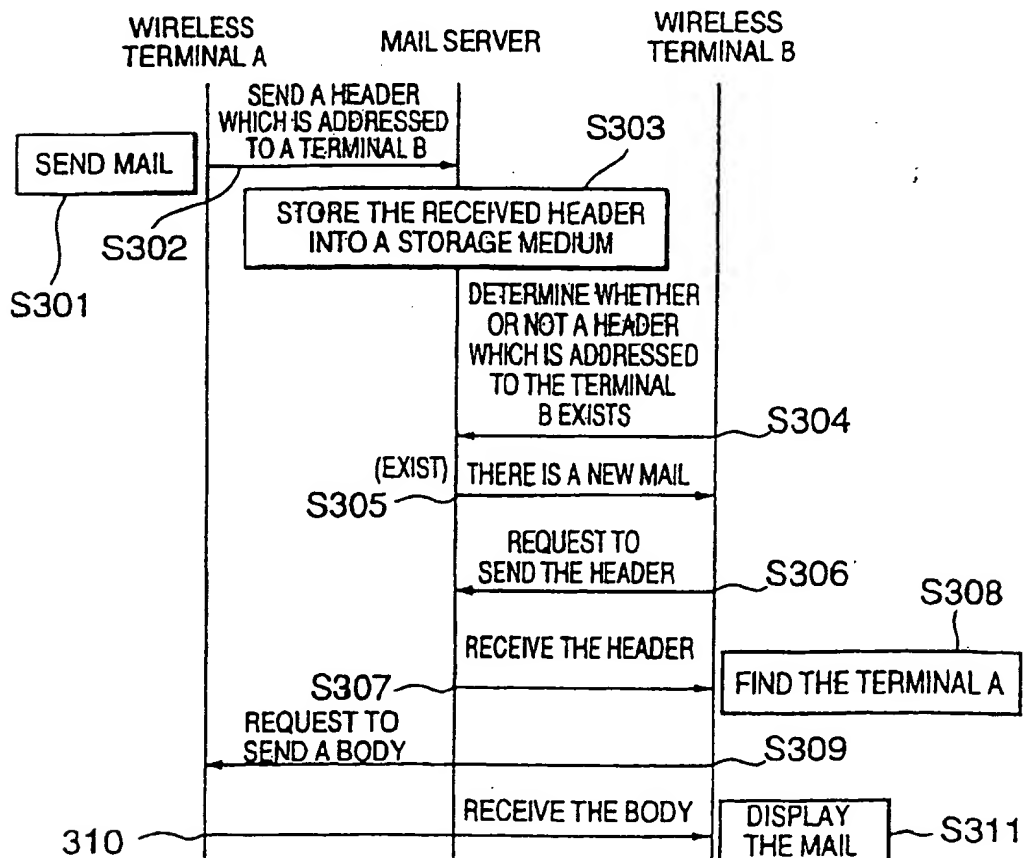 WIRELESS
TERMINAL A
MAIL SERVER
WIRELESS
TERMINAL B
SEND A HEADER
WHICH IS ADDRESSED
TO A TERMINAL B
S303
SEND MAIL
STORE THE RECEIVED HEADER
INTO A STORAGE MEDIUM
S302
S301
DETERMINE WHETHER
OR NOT A HEADER
WHICH IS ADDRESSED
TO THE TERMINAL
B EXISTS
S304
(EXIST)
THERE IS A NEW MAIL
S305
REQUEST TO
SEND THE HEADER
S306
S308
RECEIVE THE HEADER
FIND THE TERMINAL A
S307
REQUEST TO
SEND A BODY
S309
RECEIVE THE BODY
DISPLAY
THE MAIL
310
S311